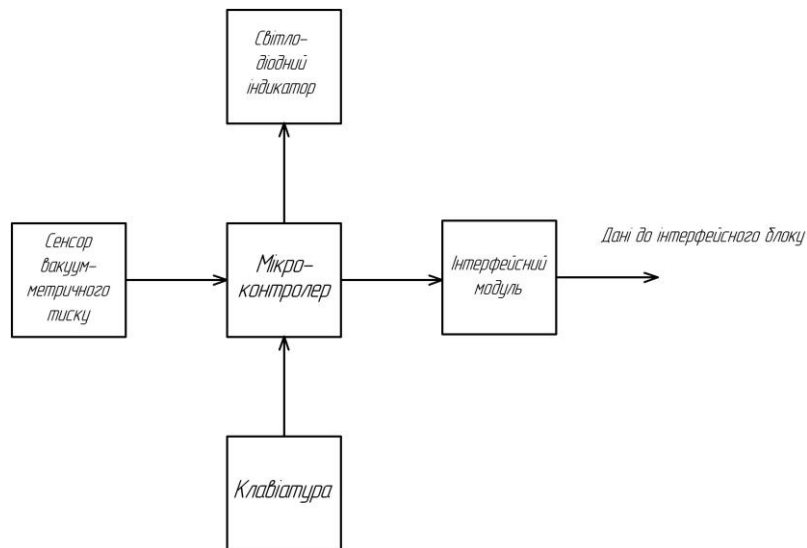 Світло-
діодний
індикатор
Сенсор
вакуум-
метричного
тиску
Мікро-
контролер
Інтерфейсний
модуль
Дані до інтерфейсного блоку
Клавіатура